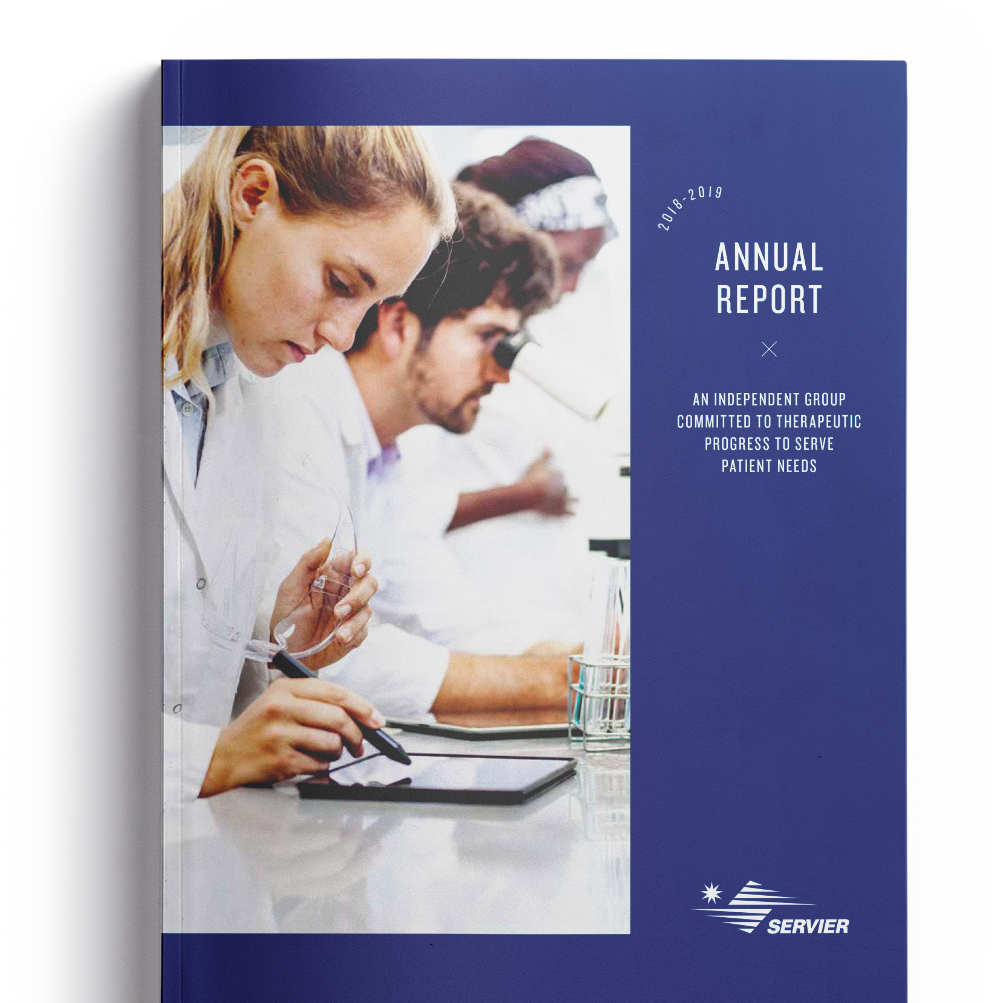 2018-2019
ANNUAL
REPORT
AN INDEPENDENT GROUP
COMMITTED TO THERAPEUTIC
PROGRESS TO SERVE
PATIENT NEEDS
SERVIER